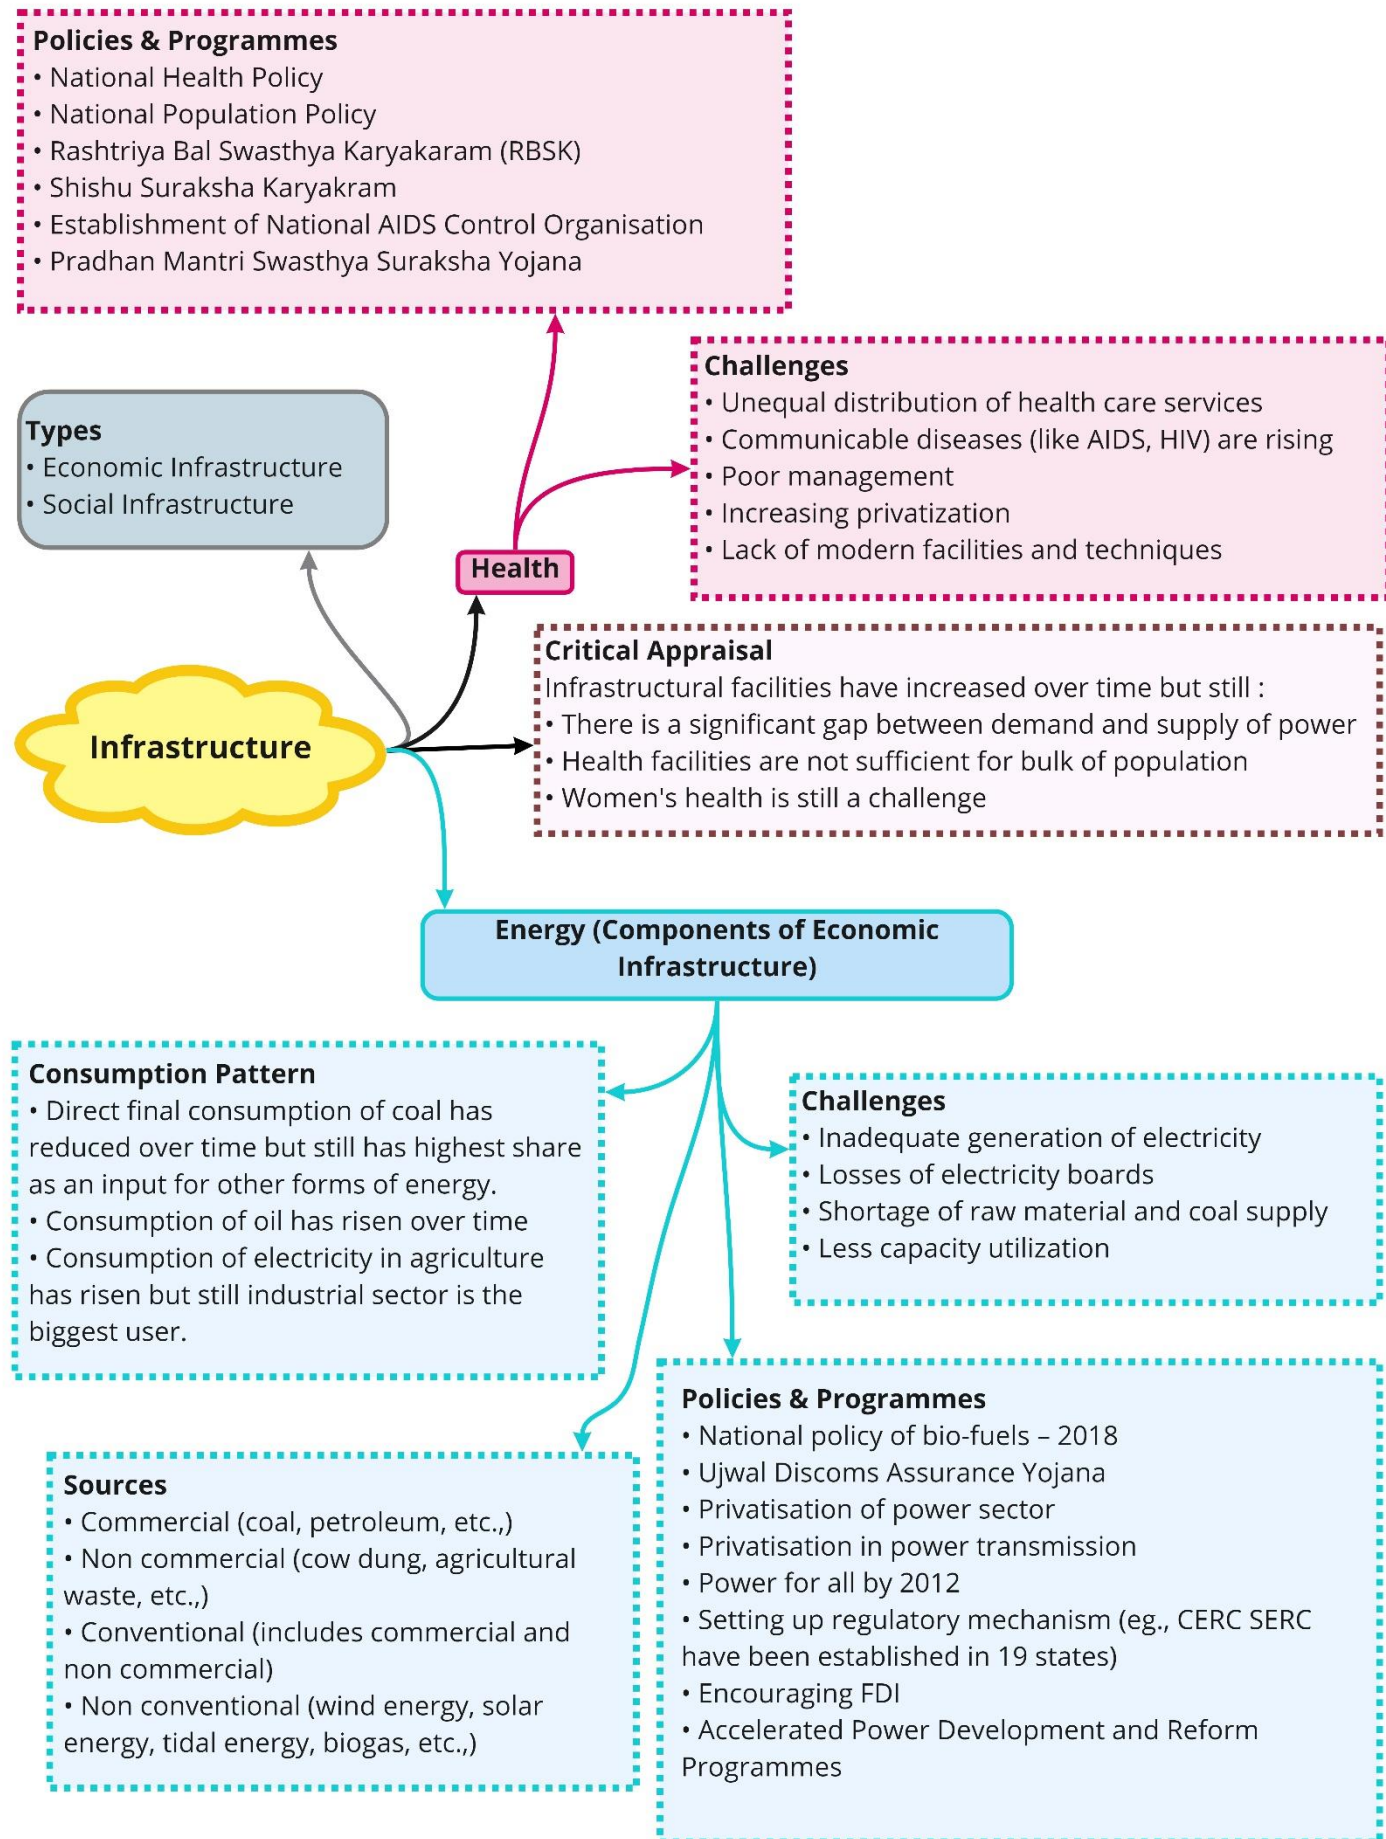 Policies & Programmes
• National Health Policy
• National Population Policy
• Rashtriya Bal Swasthya Karyakaram (RBSK)
• Shishu Suraksha Karyakram
• Establishment of National AIDS Control Organisation
• Pradhan Mantri Swasthya Suraksha Yojana
Challenges
• Unequal distribution of health care services
• Communicable diseases (like AIDS, HIV) are rising
• Poor management
• Increasing privatization
• Lack of modern facilities and techniques
Types
• Economic Infrastructure
• Social Infrastructure
Health
Critical Appraisal
Infrastructural facilities have increased over time but still :
• There is a significant gap between demand and supply of power
• Health facilities are not sufficient for bulk of population
• Women's health is still a challenge
Infrastructure
Energy (Components of Economic
Infrastructure)
Consumption Pattern
• Direct final consumption of coal has
reduced over time but still has highest share
as an input for other forms of energy.
• Consumption of oil has risen over time
• Consumption of electricity in agriculture
has risen but still industrial sector is the
biggest user.
Challenges
• Inadequate generation of electricity
• Losses of electricity boards
• Shortage of raw material and coal supply
• Less capacity utilization
Sources
• Commercial (coal, petroleum, etc.,)
• Non commercial (cow dung, agricultural
waste, etc.,)
• Conventional (includes commercial and
non commercial)
• Non conventional (wind energy, solar
energy, tidal energy, biogas, etc.,)
Policies & Programmes
• National policy of bio-fuels – 2018
• Ujwal Discoms Assurance Yojana
• Privatisation of power sector
• Privatisation in power transmission
• Power for all by 2012
• Setting up regulatory mechanism (eg., CERC SERC
have been established in 19 states)
• Encouraging FDI
• Accelerated Power Development and Reform
Programmes